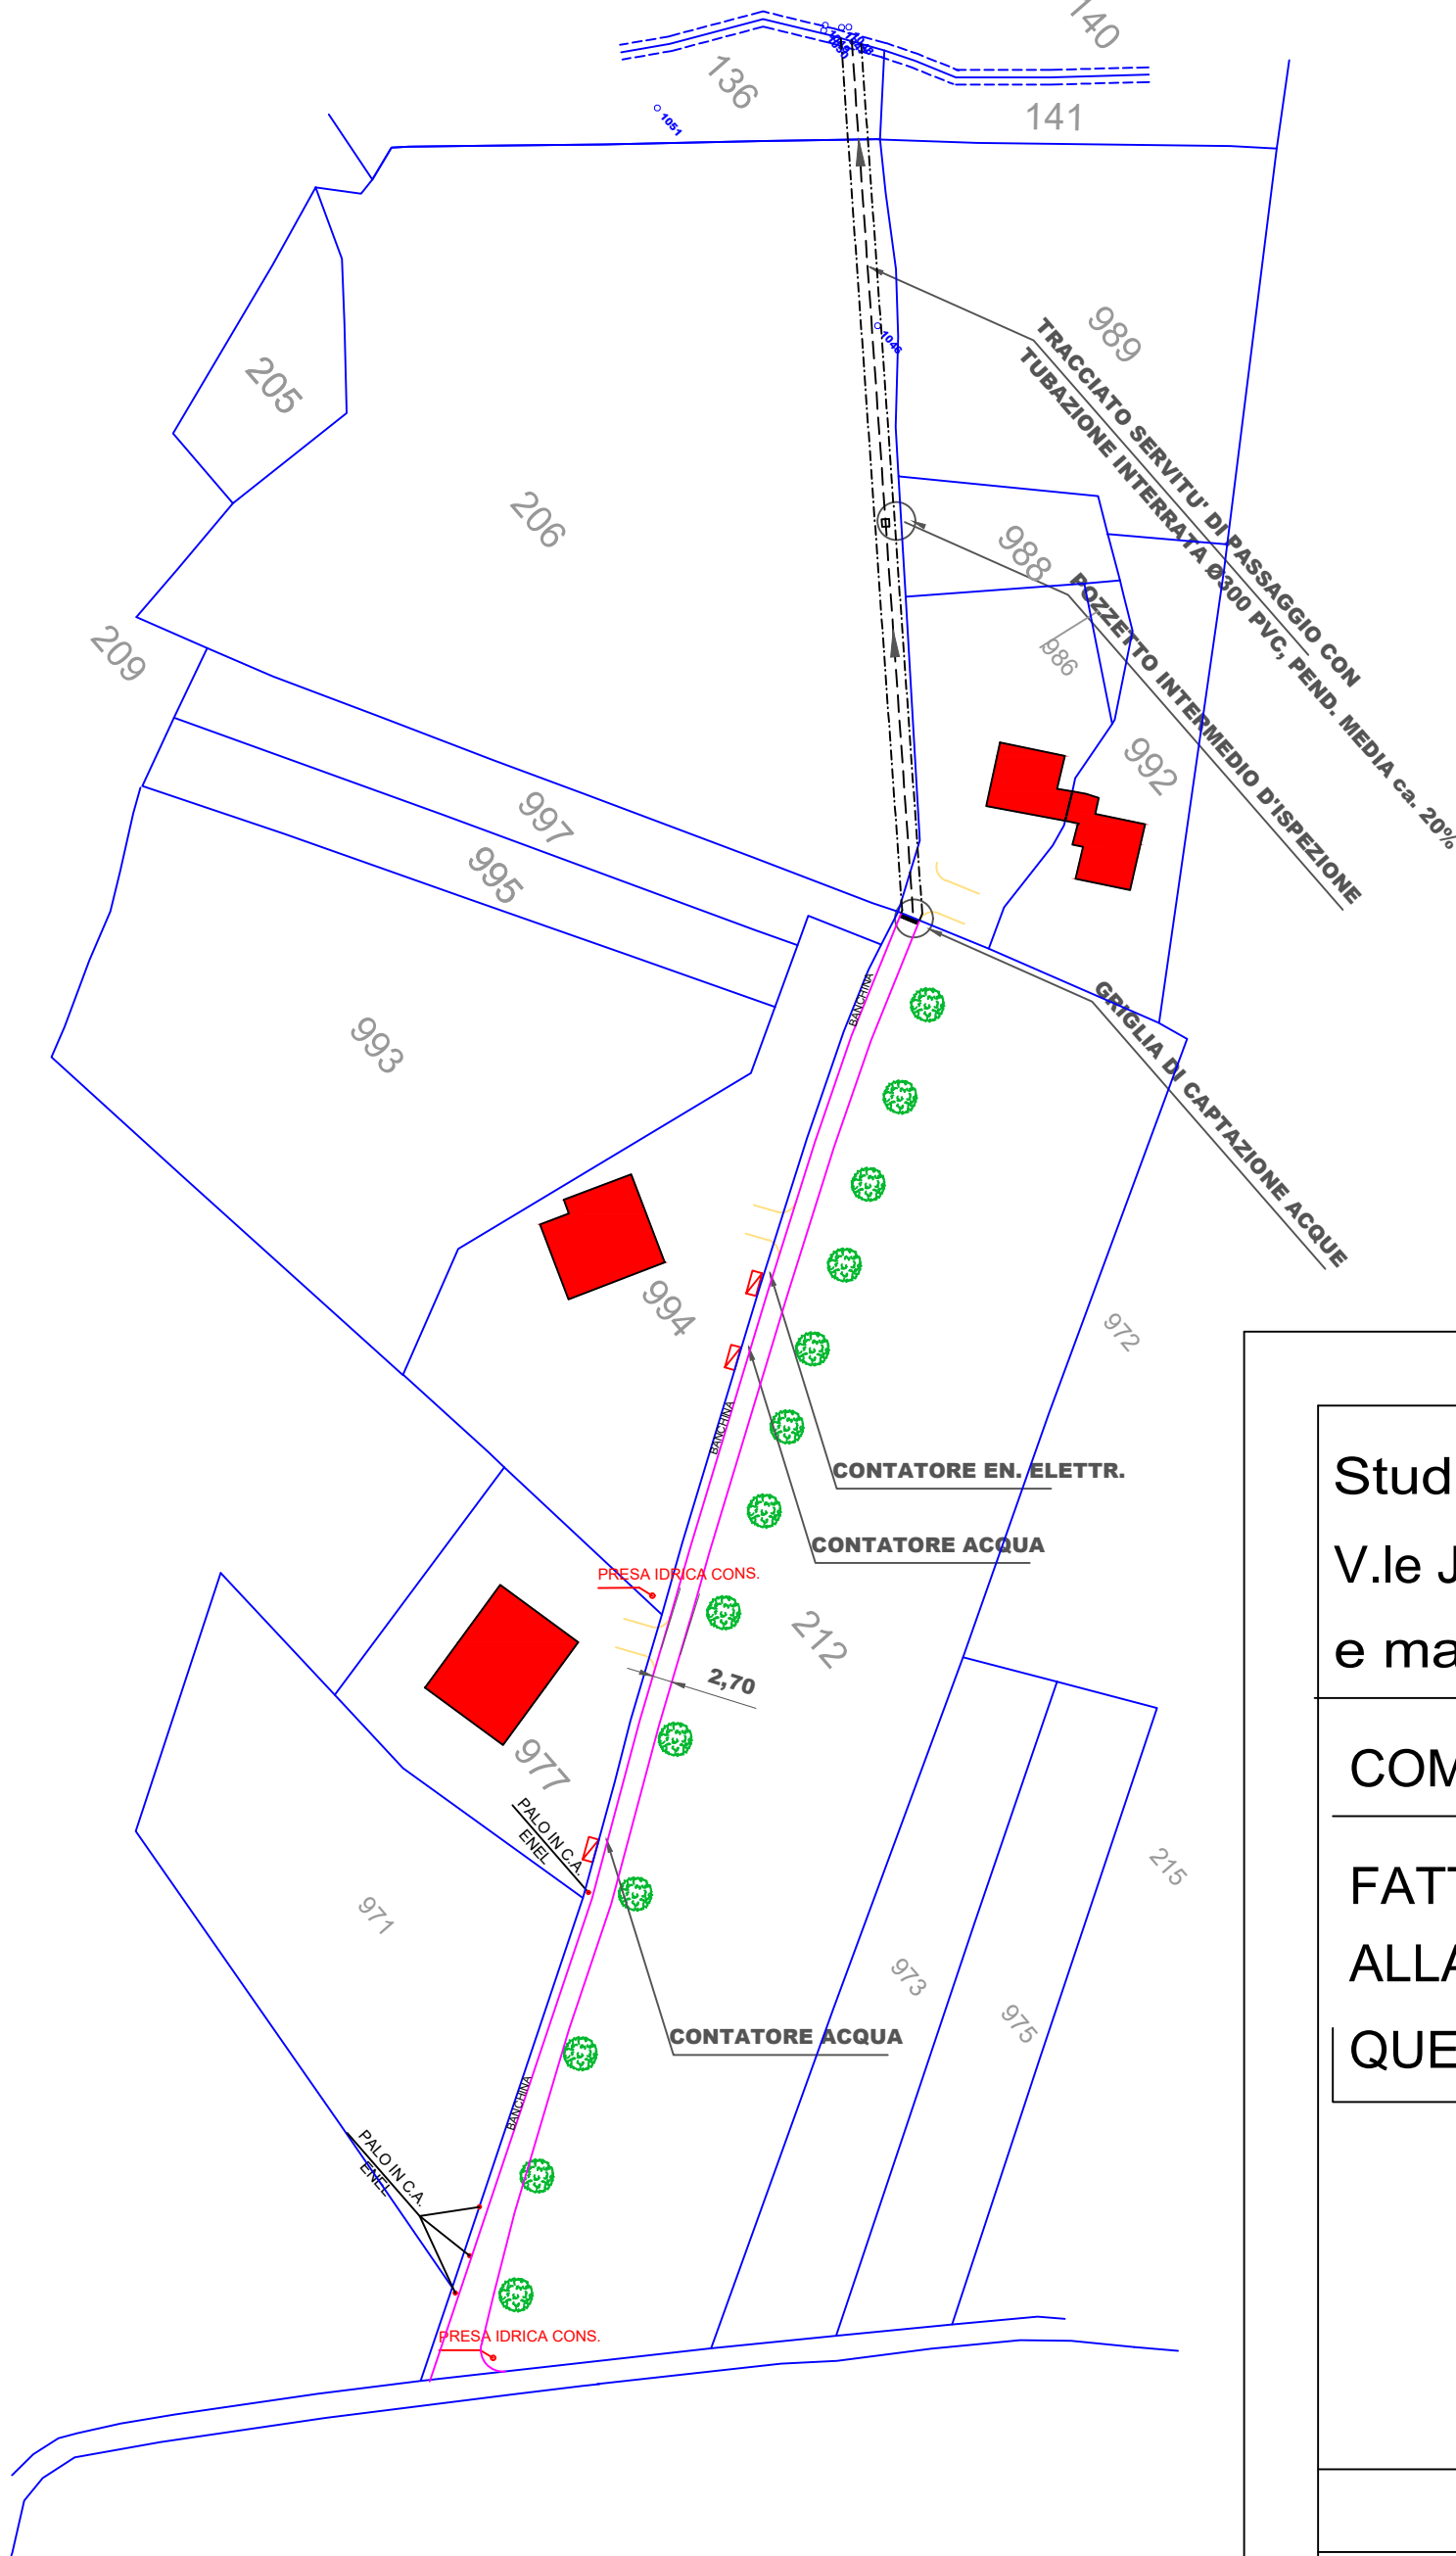 140
136
141
1051
989
1046
TRACCIATO SERVITU' DI PASSAGGIO CON
TUBAZIONE INTERRATA Ø300 PVC, PEND. MEDIA ca. 20%
205
206
988
POZZETTO INTERMEDIO D'ISPEZIONE
986
209
992
997
995
BANCHINA
GRIGLIA DI CAPTAZIONE ACQUE
993
994
972
BANCHINA
CONTATORE EN. ELETTR.
CONTATORE ACQUA
PRESA IDRICA CONS.
212
2,70
977
PALO IN C.A.
ENEL
215
971
973
975
CONTATORE ACQUA
BANCHINA
PALO IN C.A.
ENEL
PRESA IDRICA CONS.
Stud
V.le J
e ma
COM
FATT
ALLA
QUE